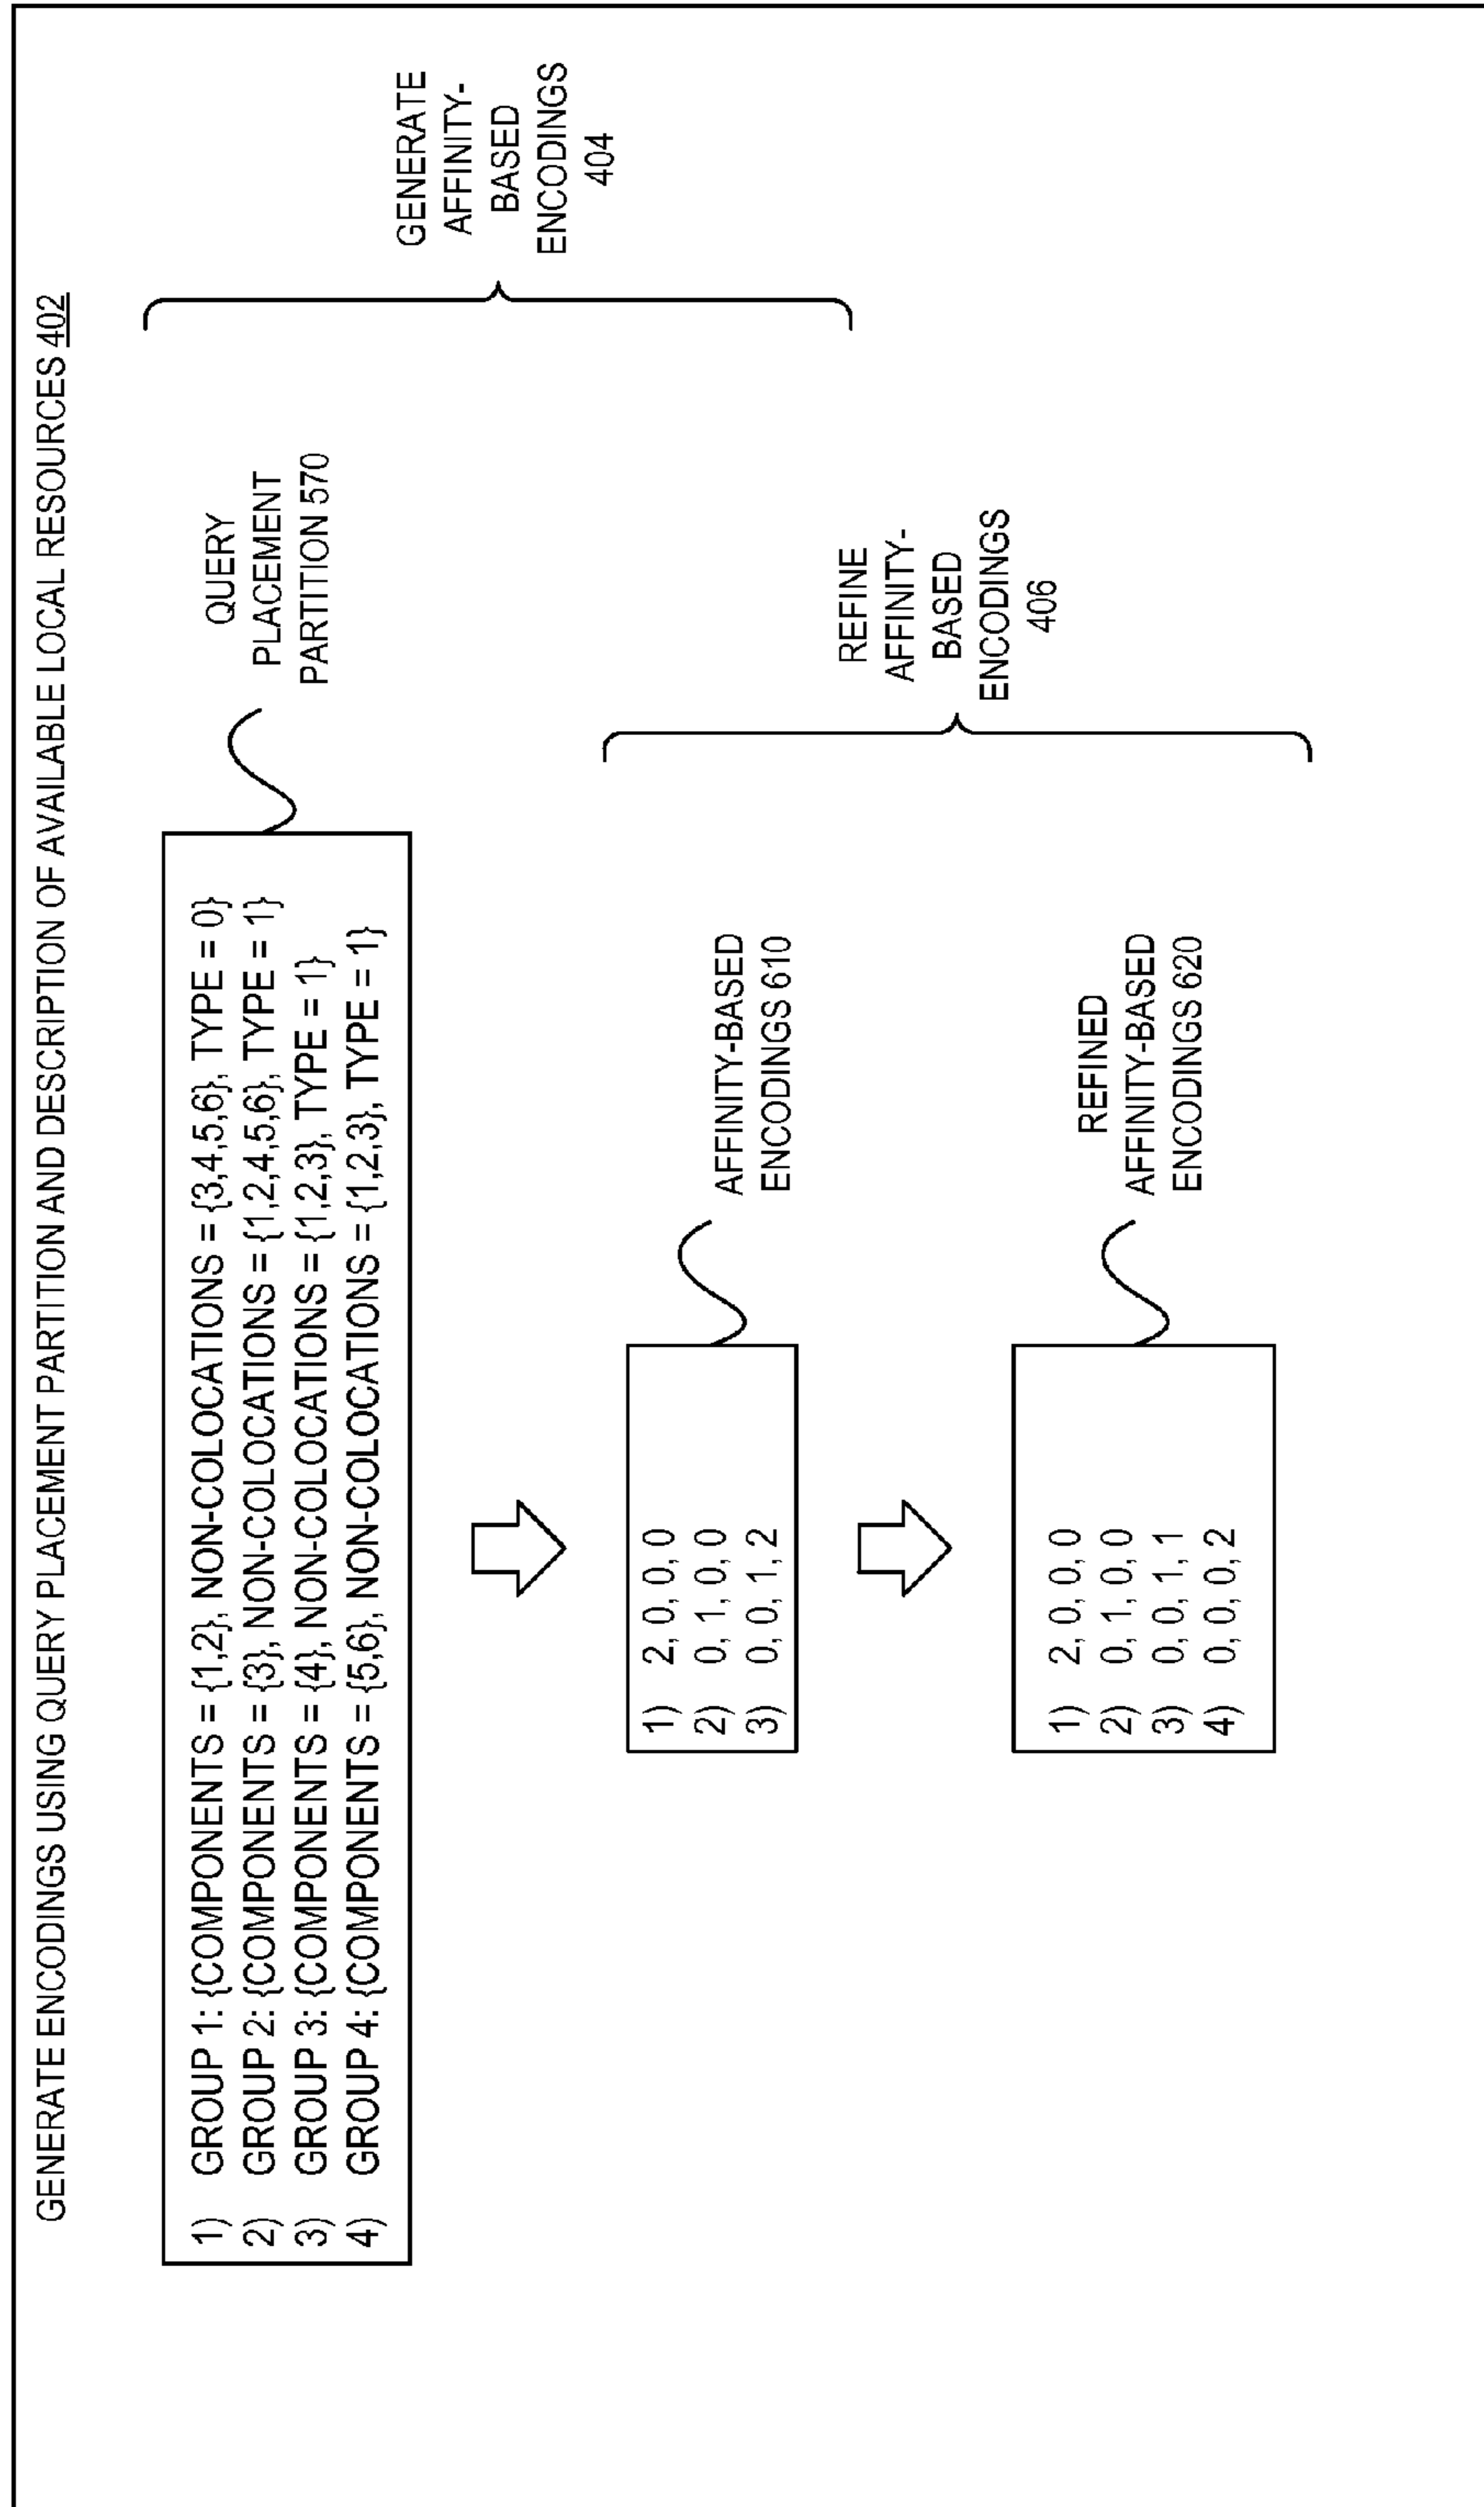 GENERATE ENCODINGS USING QUERY PLACEMENT PARTITION AND DESCRIPTION OF AVAILABLE LOCAL RESOURCES 402
1) GROUP 1: {COMPONENTS = {1,2}, NON-COLOCATIONS = {3,4,5,6}, TYPE = 0}
2) GROUP 2: {COMPONENTS = {3}, NON-COLOCATIONS = {1,2,4,5,6}, TYPE = 1}
3) GROUP 3: {COMPONENTS = {4}, NON-COLOCATIONS = {1,2,3}, TYPE = 1}
4) GROUP 4: {COMPONENTS = {5,6}, NON-COLOCATIONS = {1,2,3}, TYPE = 1}
QUERY
PLACEMENT
PARTITION 570
GENERATE
AFFINITY-
BASED
ENCODINGS
404
1) 2, 0, 0, 0
2) 0, 1, 0, 0
3) 0, 0, 1, 2
AFFINITY-BASED
ENCODINGS 610
REFINE
AFFINITY-
BASED
ENCODINGS
406
1) 2, 0, 0, 0
2) 0, 1, 0, 0
3) 0, 0, 1, 1
4) 0, 0, 0, 2
REFINED
AFFINITY-BASED
ENCODINGS 620